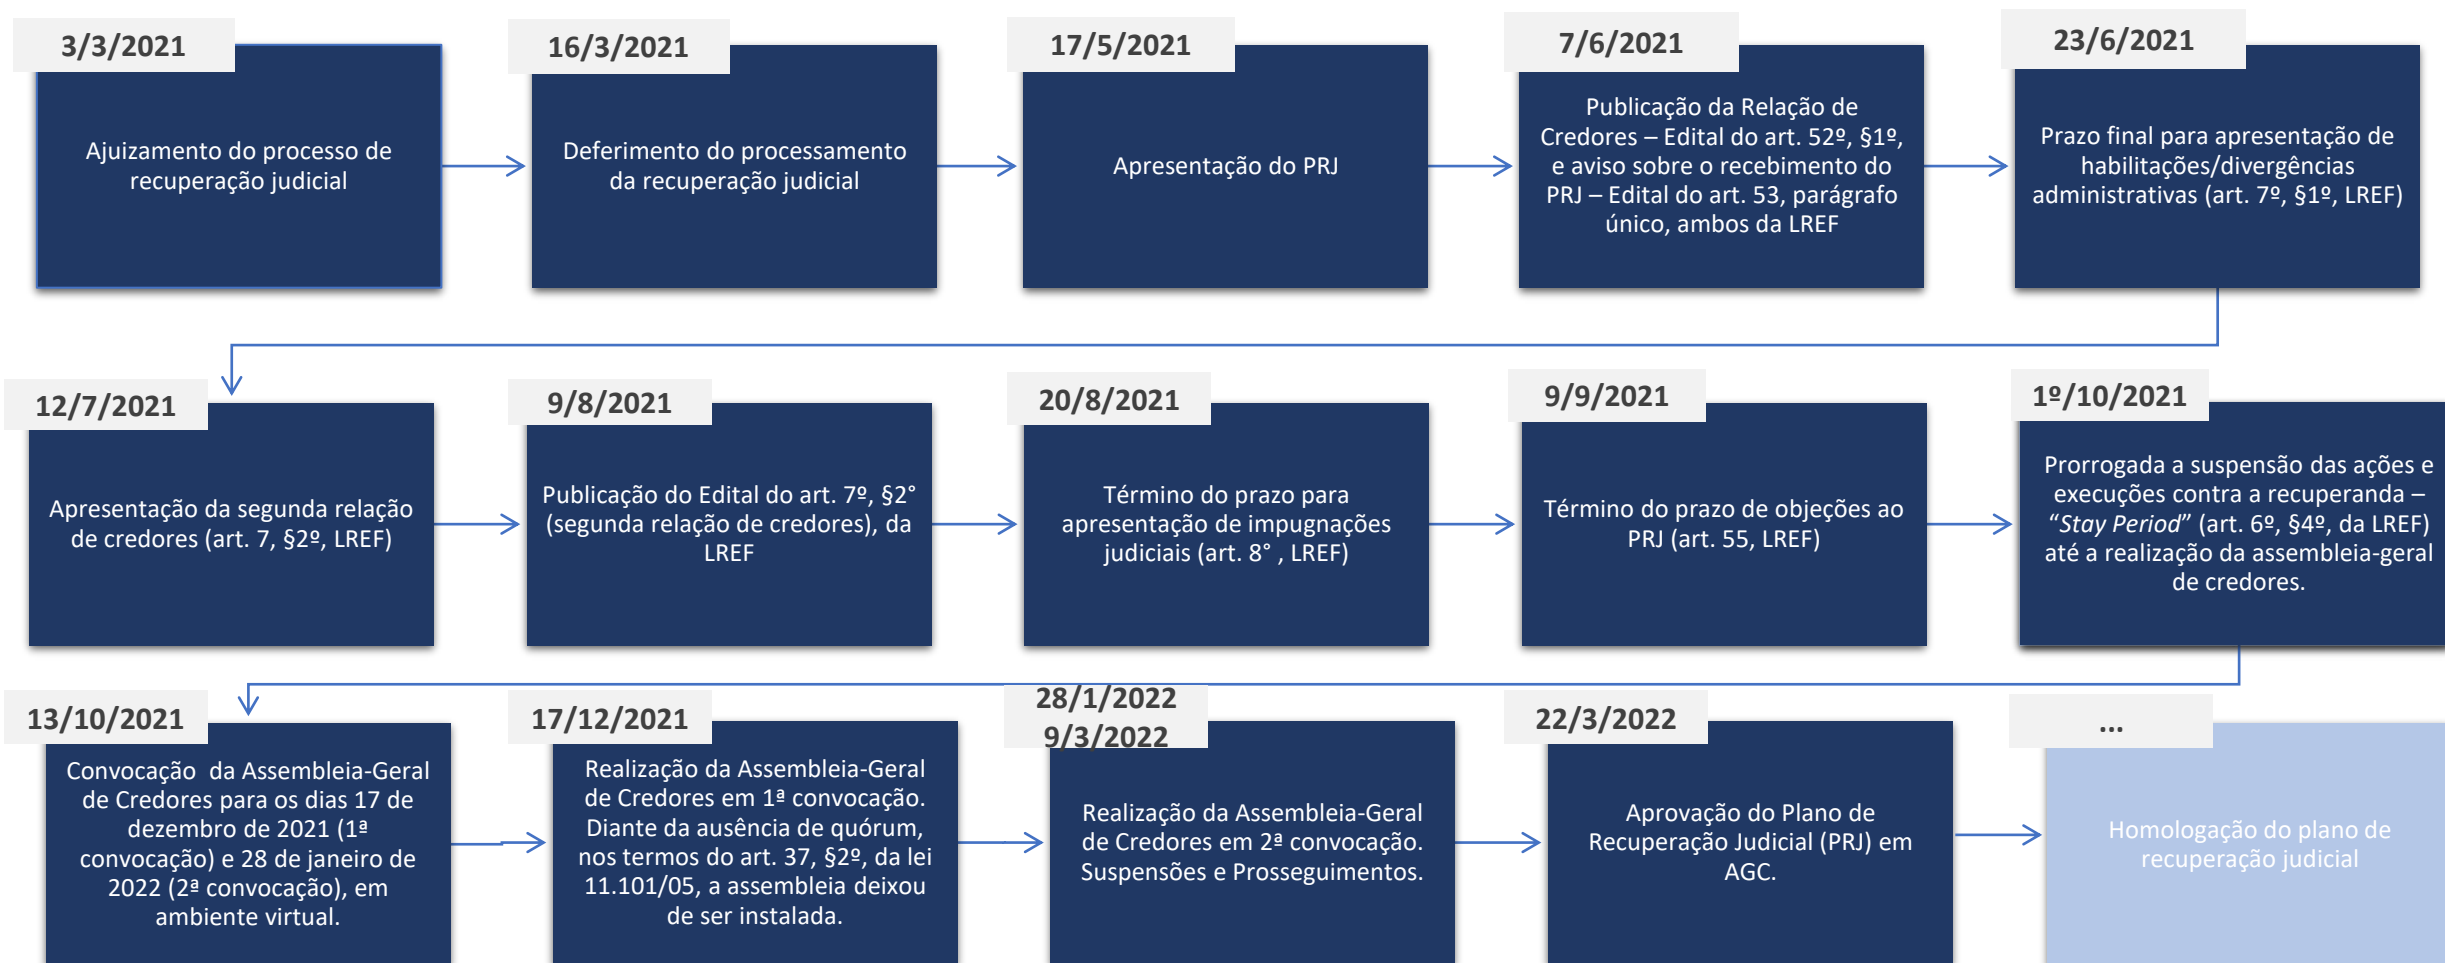 3/3/2021
Ajuizamento do processo de
recuperação judicial
16/3/2021
Deferimento do processamento
da recuperação judicial
17/5/2021
Apresentação do PRJ
7/6/2021
Publicação da Relação de
Credores – Edital do art. 52º, §1º,
e aviso sobre o recebimento do
PRJ – Edital do art. 53, parágrafo
único, ambos da LREF
23/6/2021
Prazo final para apresentação de
habilitações/divergências
administrativas (art. 7º, §1º, LREF)
12/7/2021
Apresentação da segunda relação
de credores (art. 7, §2º, LREF)
9/8/2021
Publicação do Edital do art. 7º, §2°
(segunda relação de credores), da
LREF
20/8/2021
Término do prazo para
apresentação de impugnações
judiciais (art. 8° , LREF)
9/9/2021
Término do prazo de objeções ao
PRJ (art. 55, LREF)
1º/10/2021
Prorrogada a suspensão das ações e
execuções contra a recuperanda –
“Stay Period” (art. 6º, §4º, da LREF)
até a realização da assembleia-geral
de credores.
13/10/2021
Convocação  da Assembleia-Geral
de Credores para os dias 17 de
dezembro de 2021 (1ª
convocação) e 28 de janeiro de
2022 (2ª convocação), em
ambiente virtual.
17/12/2021
Realização da Assembleia-Geral
de Credores em 1ª convocação.
Diante da ausência de quórum,
nos termos do art. 37, §2º, da lei
11.101/05, a assembleia deixou
de ser instalada.
28/1/2022
9/3/2022
Realização da Assembleia-Geral
de Credores em 2ª convocação.
Suspensões e Prosseguimentos.
22/3/2022
Aprovação do Plano de
Recuperação Judicial (PRJ) em
AGC.
...
Homologação do plano de
recuperação judicial